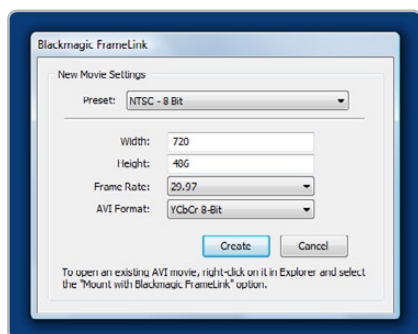 Blackmagic FrameLink
New Movie Settings
Preset: NTSC - 8 Bit
Width: 720
Height: 486
Frame Rate: 29.97
AVI Format: YCbCr 8-Bit
Create Cancel
To open an existing AVI movie, right-click on it in Explorer and select
the "Mount with Blackmagic FrameLink" option.